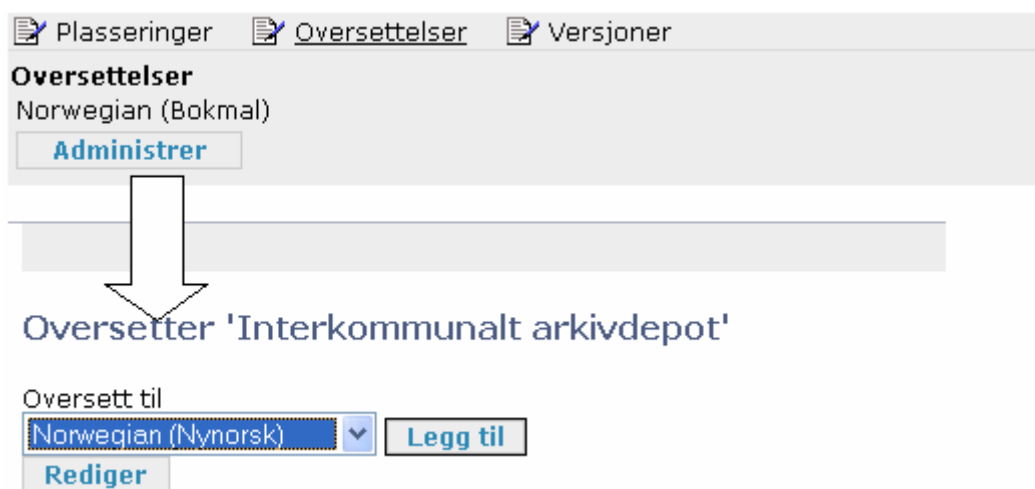 Plasseringer Oversettelser Versjoner
Oversettelser
Norwegian (Bokmal)
Administrer
Oversetter 'Interkommunalt arkivdepot'
Oversett til
Norwegian (Nynorsk) Legg til
Rediger